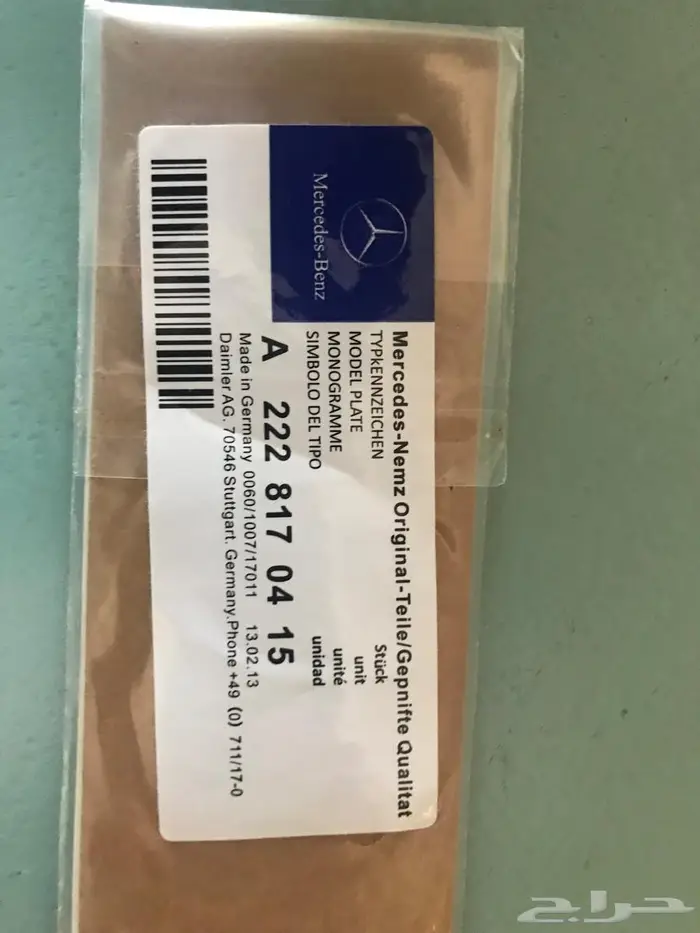 Mercedes-Benz
Mercedes-Nemz Original-Teile/Gepnifte Qualitat
TYPKENNZEICHEN
Stück
MODEL PLATE
unit
MONOGRAMME
unité
SIMBOLO DEL TIPO
unidad
A 222 817 04 15
Made in Germany 0060/1007/17011 13.02.13
Daimler AG. 70546 Stuttgart. Germany.Phone +49 (0) 711/17-0
حراج